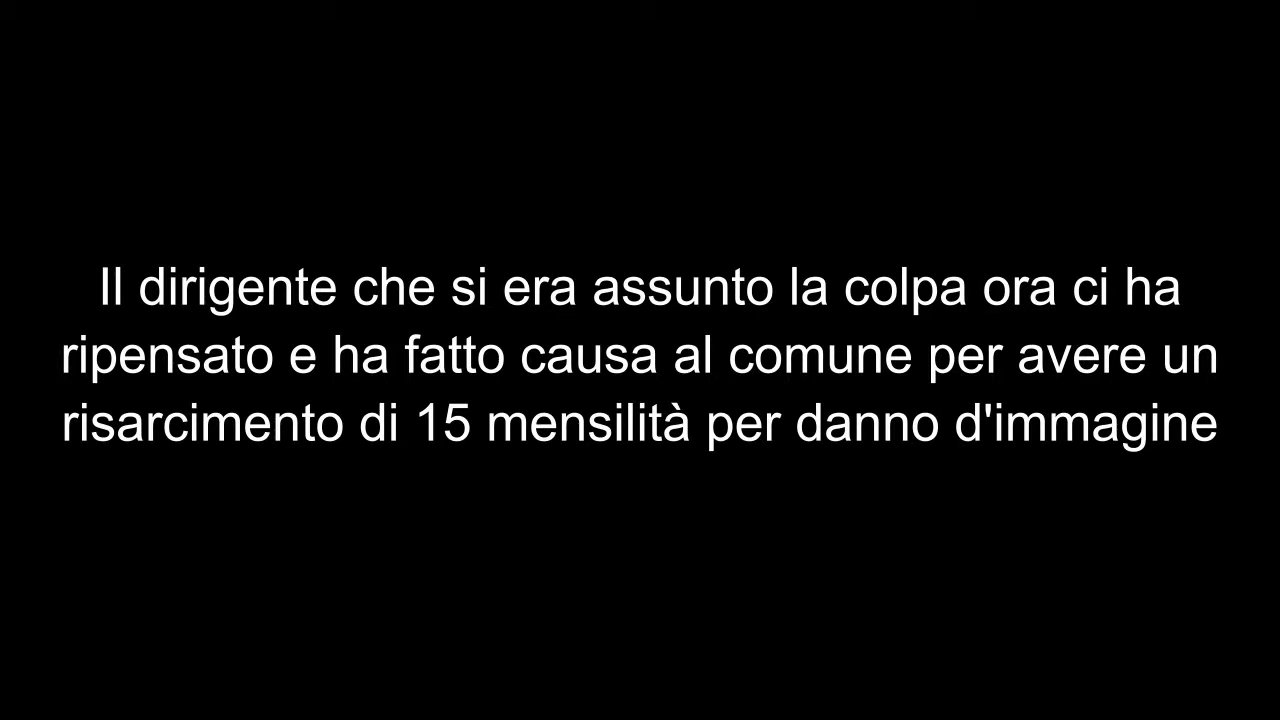 Il dirigente che si era assunto la colpa ora ci ha
ripensato e ha fatto causa al comune per avere un
risarcimento di 15 mensilità per danno d'immagine